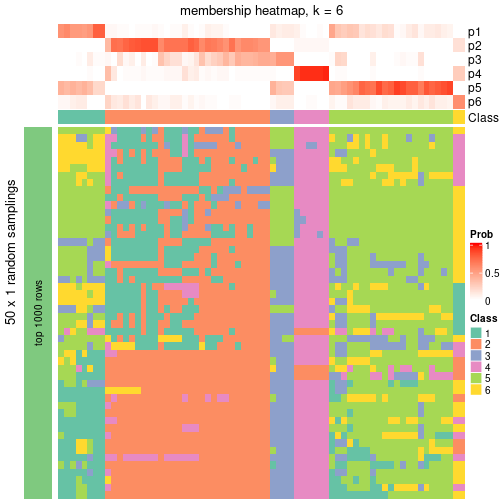 membership heatmap, k = 6
p1
p2
p3
p4
p5
p6
Class
50 x 1 random samplings
top 1000 rows
Prob
1
0.5
0
Class
1
2
3
4
5
6